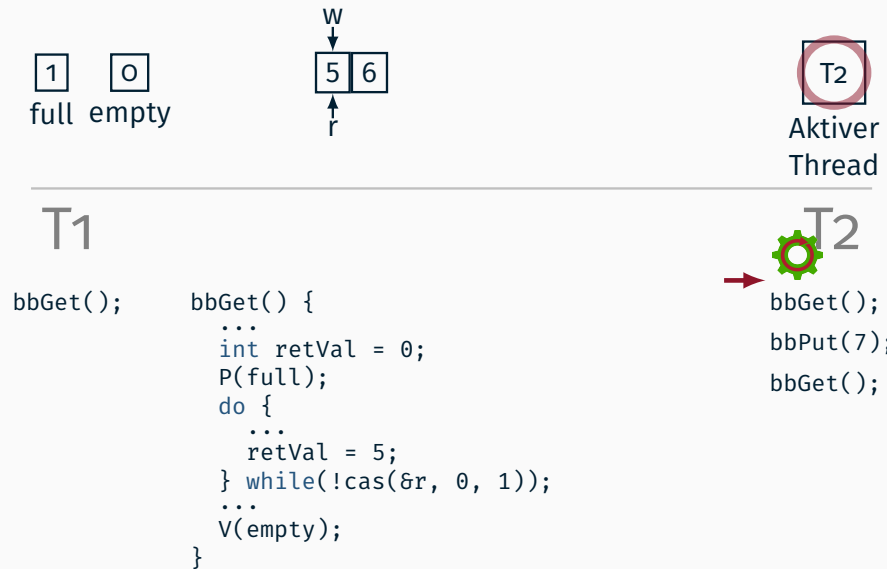 w
1 0 5 6 T2
full empty
r
Aktiver
Thread
T1 T2
bbGet();
bbGet() {
...
int retVal = 0;
P(full);
do {
...
retVal = 5;
} while(!cas(&r, 0, 1));
...
V(empty);
}
bbGet();
bbPut(7);
bbGet();